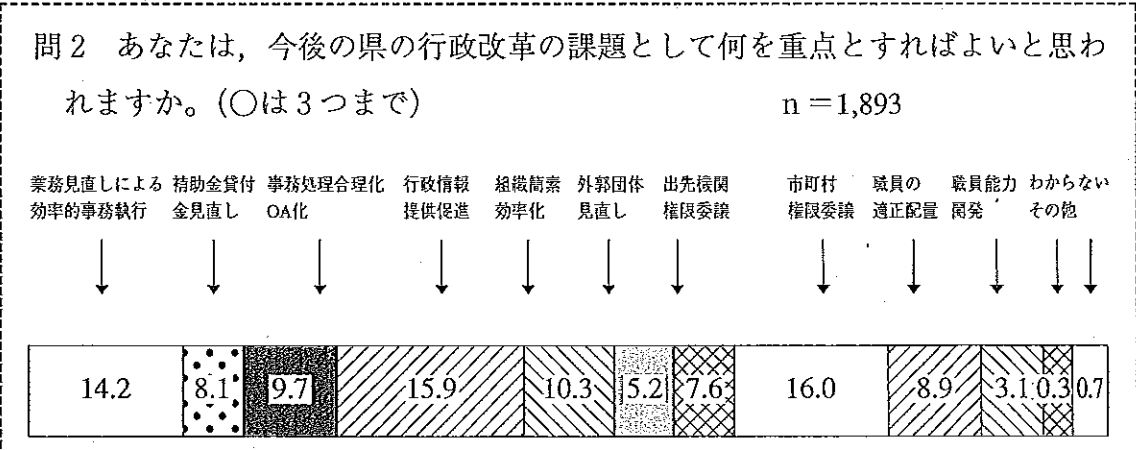 問2　あなたは，今後の県の行政改革の課題として何を重点とすればよいと思わ
れますか。(○は3つまで)　n＝1,893
業務見直しによる 効率的事務執行
補助金貸付 金見直し
事務処理合理化 OA化
行政情報 提供促進
組織簡素 効率化
外郭団体 見直し
出先機関 権限委譲
市町村 権限委譲
職員の 適正配置
職員能力 開発
わからない
その他
14.2 8.1 9.7 15.9 10.3 5.2 7.6 16.0 8.9 3.1 0.3 0.7